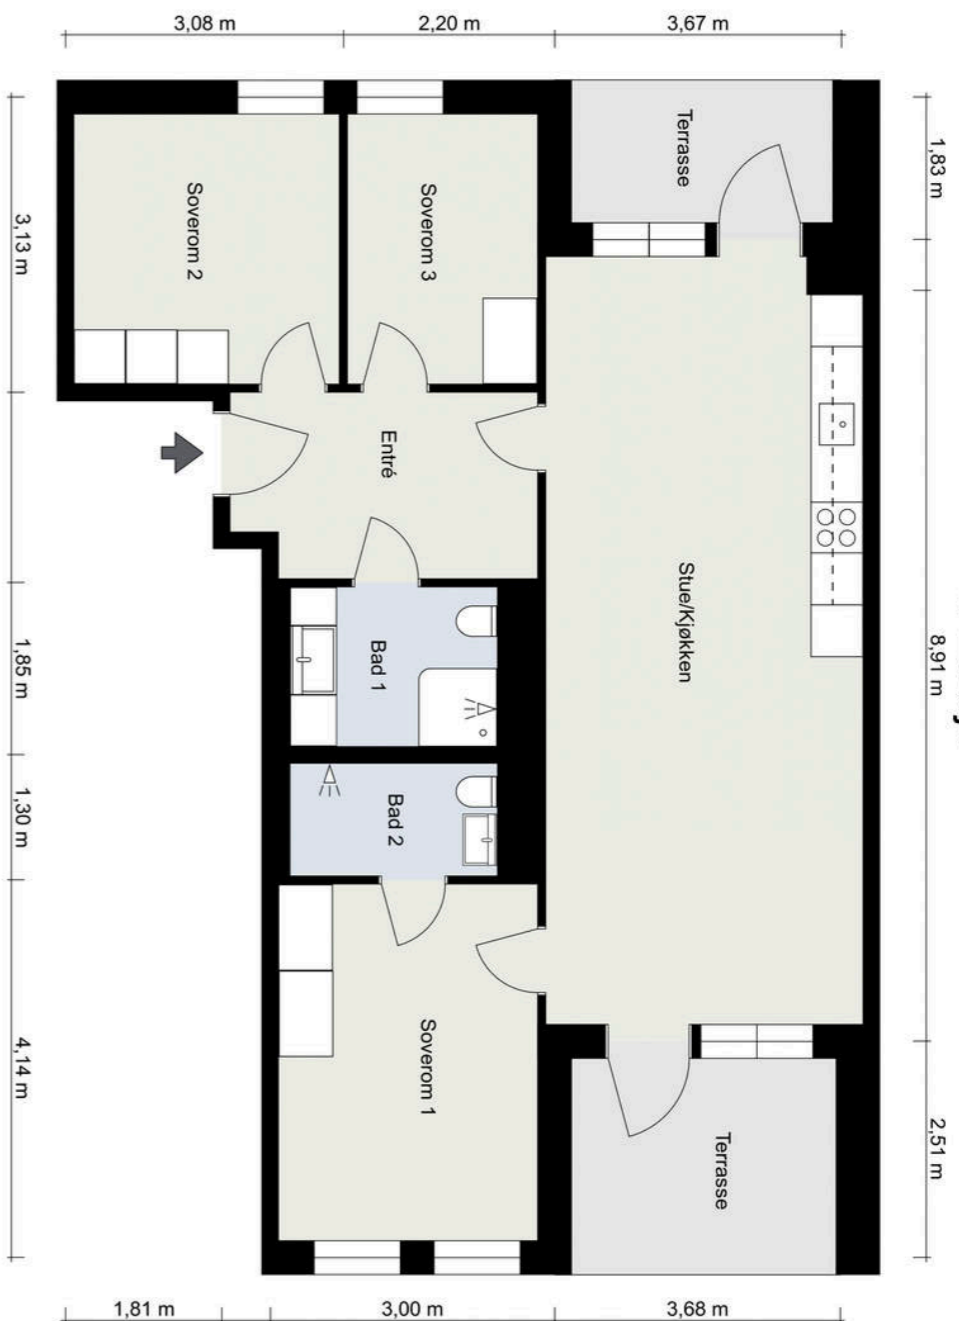 3,08 m
2,20 m
3,67 m
1,83 m
3,13 m
8,91 m
1,85 m
1,30 m
4,14 m
2,51 m
1,81 m
3,00 m
3,68 m
Terrasse
Soverom 2
Soverom 3
Entré
Stue/Kjøkken
Bad 1
Bad 2
Soverom 1
Terrasse